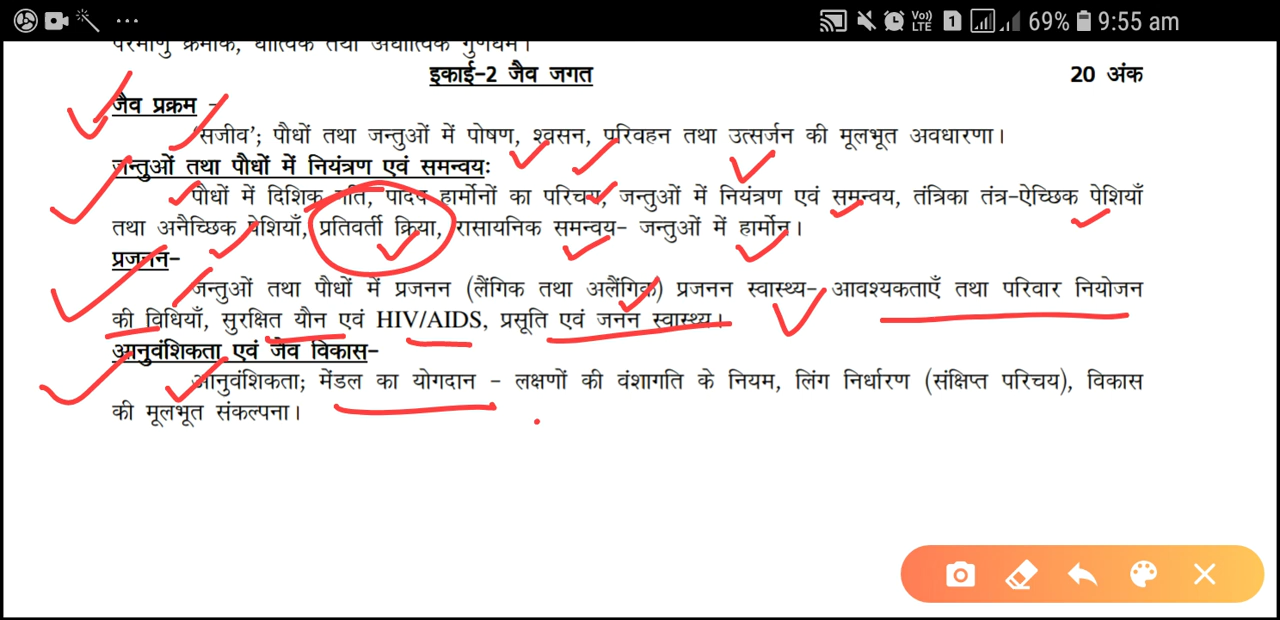 Vo)) LTE 1 69% 9:55 am
परमाणु क्रमांक, धात्विक तथा अधात्विक गुणधर्म।
इकाई-2 जैव जगत 20 अंक
जैव प्रक्रम -
'सजीव'; पौधों तथा जन्तुओं में पोषण, श्वसन, परिवहन तथा उत्सर्जन की मूलभूत अवधारणा।
जन्तुओं तथा पौधों में नियंत्रण एवं समन्वयः
पौधों में दिशिक गति, पादप हार्मोनों का परिचय, जन्तुओं में नियंत्रण एवं समन्वय, तंत्रिका तंत्र-ऐच्छिक पेशियाँ
तथा अनैच्छिक पेशियाँ, प्रतिवर्ती क्रिया, रासायनिक समन्वय- जन्तुओं में हार्मोन।
प्रजनन-
जन्तुओं तथा पौधों में प्रजनन (लैंगिक तथा अलैंगिक) प्रजनन स्वास्थ्य- आवश्यकताएँ तथा परिवार नियोजन
की विधियाँ, सुरक्षित यौन एवं HIV/AIDS, प्रसूति एवं जनन स्वास्थ्य।
आनुवंशिकता एवं जैव विकास-
आनुवंशिकता; मेंडल का योगदान - लक्षणों की वंशागति के नियम, लिंग निर्धारण (संक्षिप्त परिचय), विकास
की मूलभूत संकल्पना।